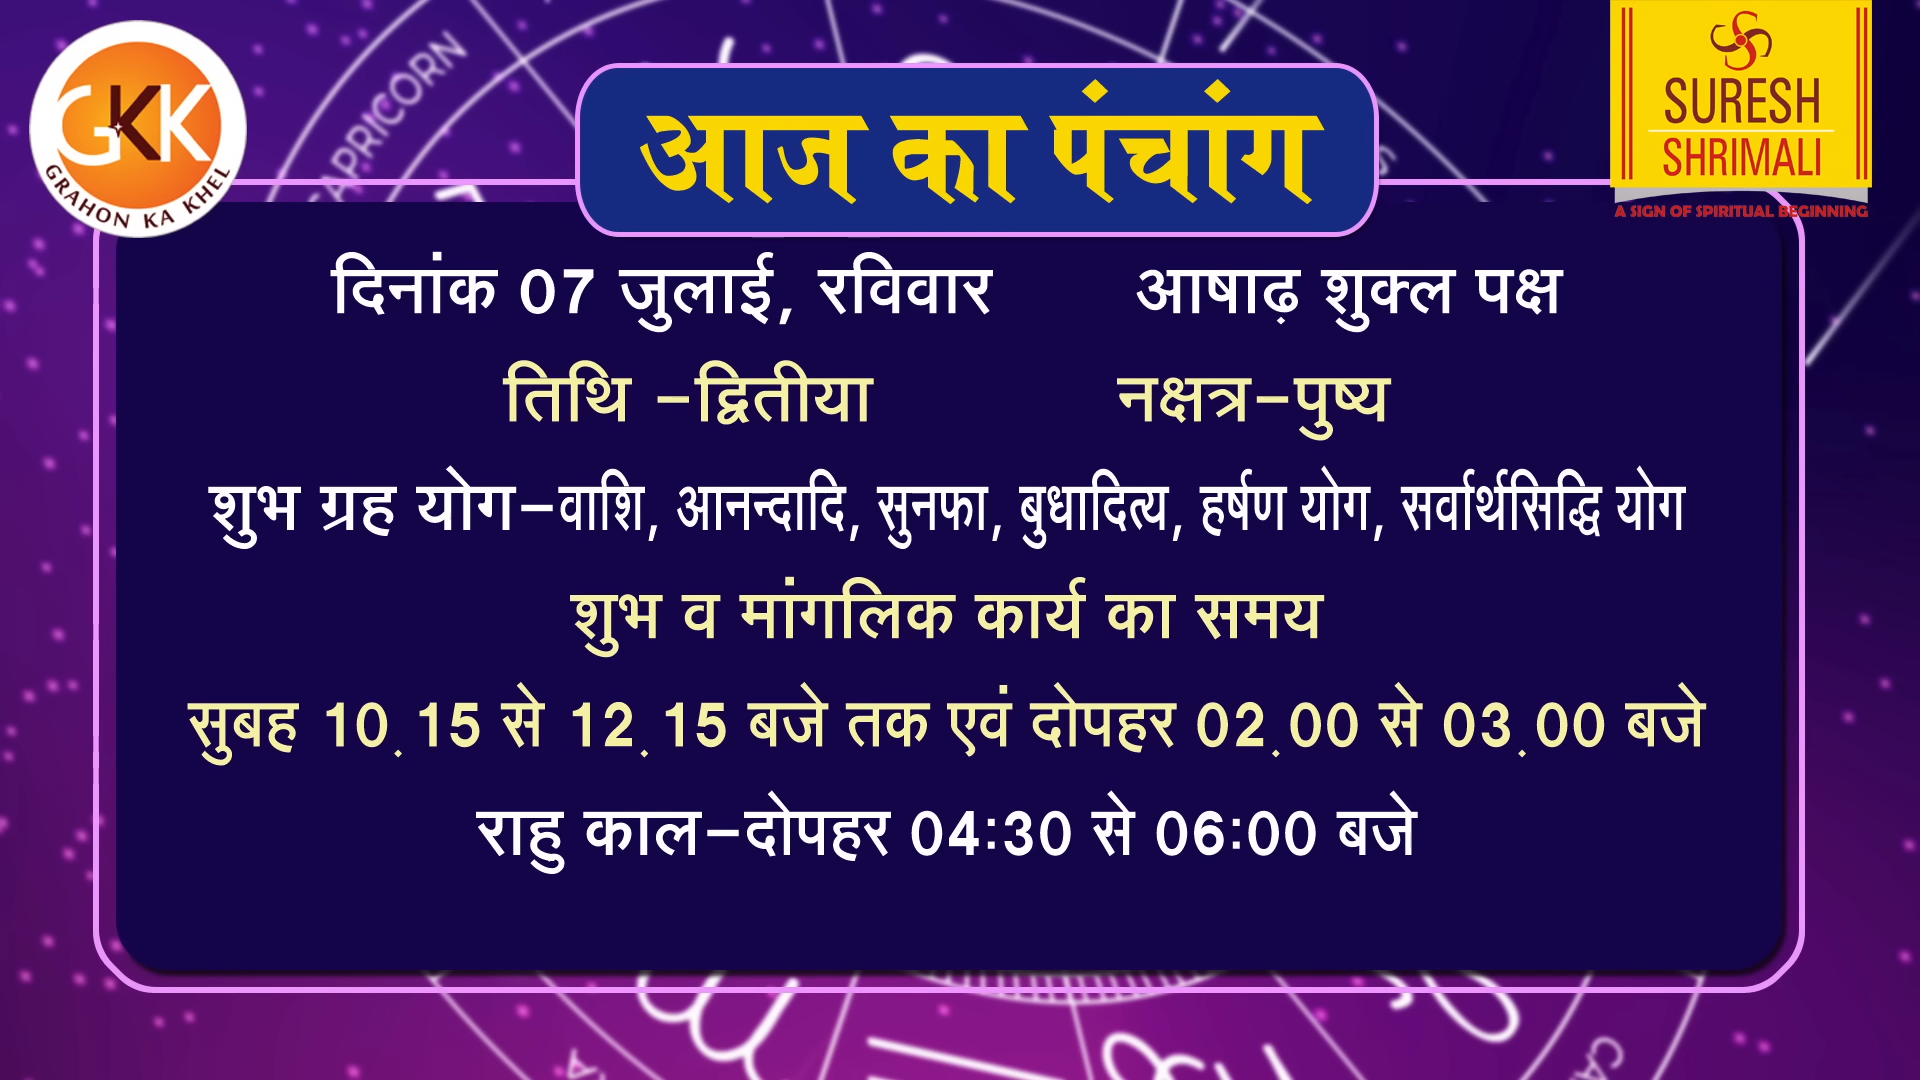 CAPRICORN
GKK
GRAHON KA KHEL
SURESH
SHRIMALI
A SIGN OF SPIRITUAL BEGINNING
आज का पंचांग
दिनांक 07 जुलाई, रविवार आषाढ़ शुक्ल पक्ष
तिथि -द्वितीया नक्षत्र-पुष्य
शुभ ग्रह योग-वाशि, आनन्दादि, सुनफा, बुधादित्य, हर्षण योग, सर्वार्थसिद्धि योग
शुभ व मांगलिक कार्य का समय
सुबह 10.15 से 12.15 बजे तक एवं दोपहर 02.00 से 03.00 बजे
राहु काल-दोपहर 04:30 से 06:00 बजे